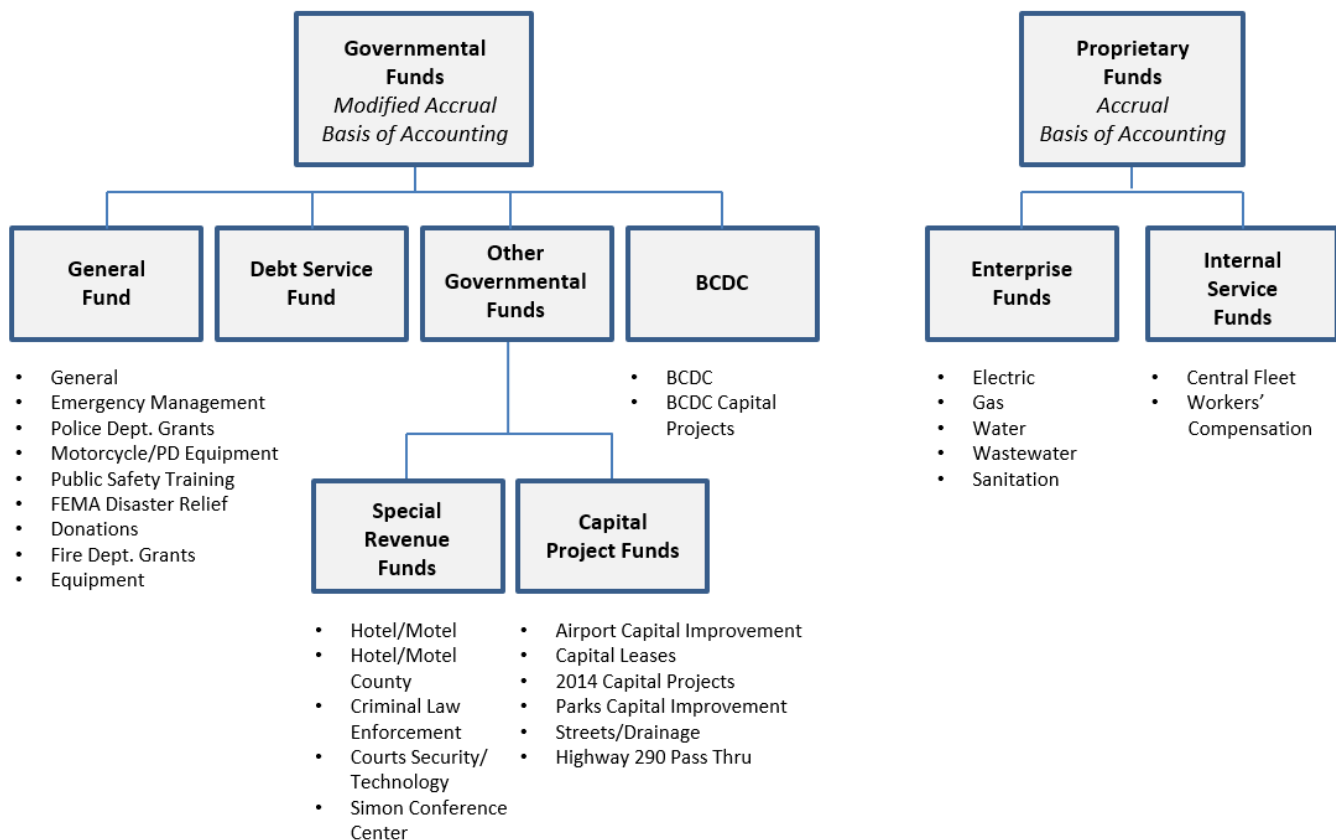 Governmental
Funds
Modified Accrual
Basis of Accounting
Proprietary
Funds
Accrual
Basis of Accounting
General
Fund
Debt Service
Fund
Other
Governmental
Funds
BCDC
Enterprise
Funds
Internal
Service
Funds
• General
• Emergency Management
• Police Dept. Grants
• Motorcycle/PD Equipment
• Public Safety Training
• FEMA Disaster Relief
• Donations
• Fire Dept. Grants
• Equipment
• BCDC
• BCDC Capital
Projects
• Electric
• Gas
• Water
• Wastewater
• Sanitation
• Central Fleet
• Workers’
Compensation
Special
Revenue
Funds
Capital
Project Funds
• Hotel/Motel
• Hotel/Motel
County
• Criminal Law
Enforcement
• Courts Security/
Technology
• Simon Conference
Center
• Airport Capital Improvement
• Capital Leases
• 2014 Capital Projects
• Parks Capital Improvement
• Streets/Drainage
• Highway 290 Pass Thru